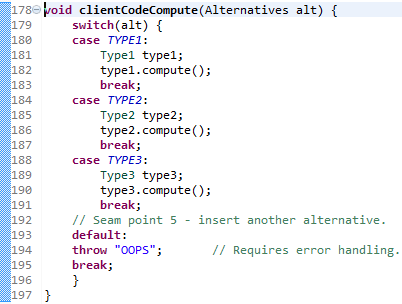 178 void clientCodeCompute(Alternatives alt) {
179     switch(alt) {
180     case TYPE1:
181         Type1 type1;
182         type1.compute();
183         break;
184     case TYPE2:
185         Type2 type2;
186         type2.compute();
187         break;
188     case TYPE3:
189         Type3 type3;
190         type3.compute();
191         break;
192     // Seam point 5 - insert another alternative.
193     default:
194     throw "OOPS";       // Requires error handling.
195     break;
196     }
197 }